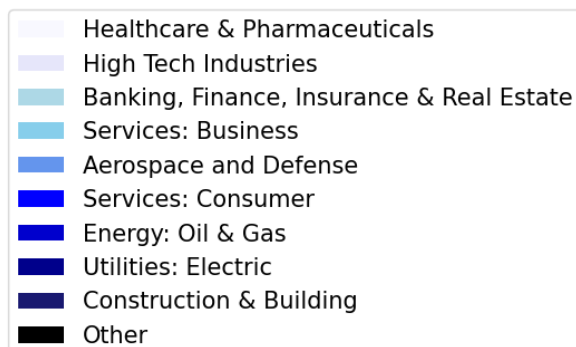 Healthcare & Pharmaceuticals
High Tech Industries
Banking, Finance, Insurance & Real Estate
Services: Business
Aerospace and Defense
Services: Consumer
Energy: Oil & Gas
Utilities: Electric
Construction & Building
Other